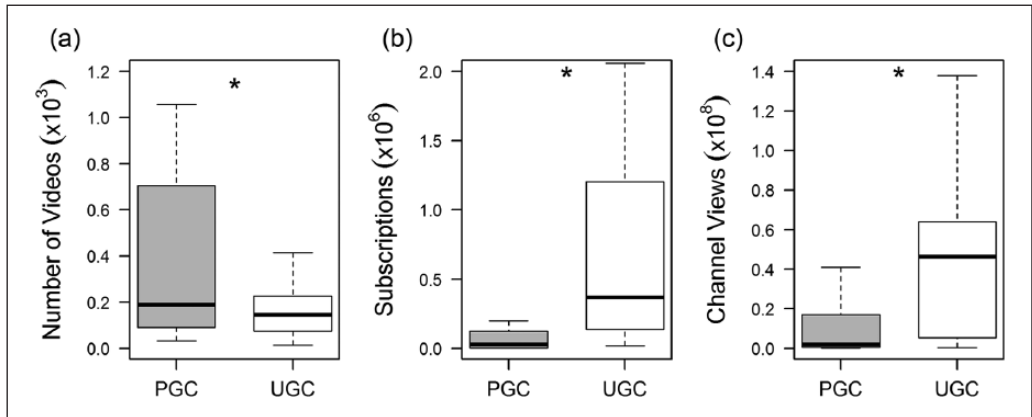 (a)
Number of Videos (x10³)
1.2
1.0
0.8
0.6
0.4
0.2
0.0
*
PGC
UGC
(b)
Subscriptions (x10⁶)
2.0
1.5
1.0
0.5
0.0
*
PGC
UGC
(c)
Channel Views (x10⁸)
1.4
1.2
1.0
0.8
0.6
0.4
0.2
0.0
*
PGC
UGC